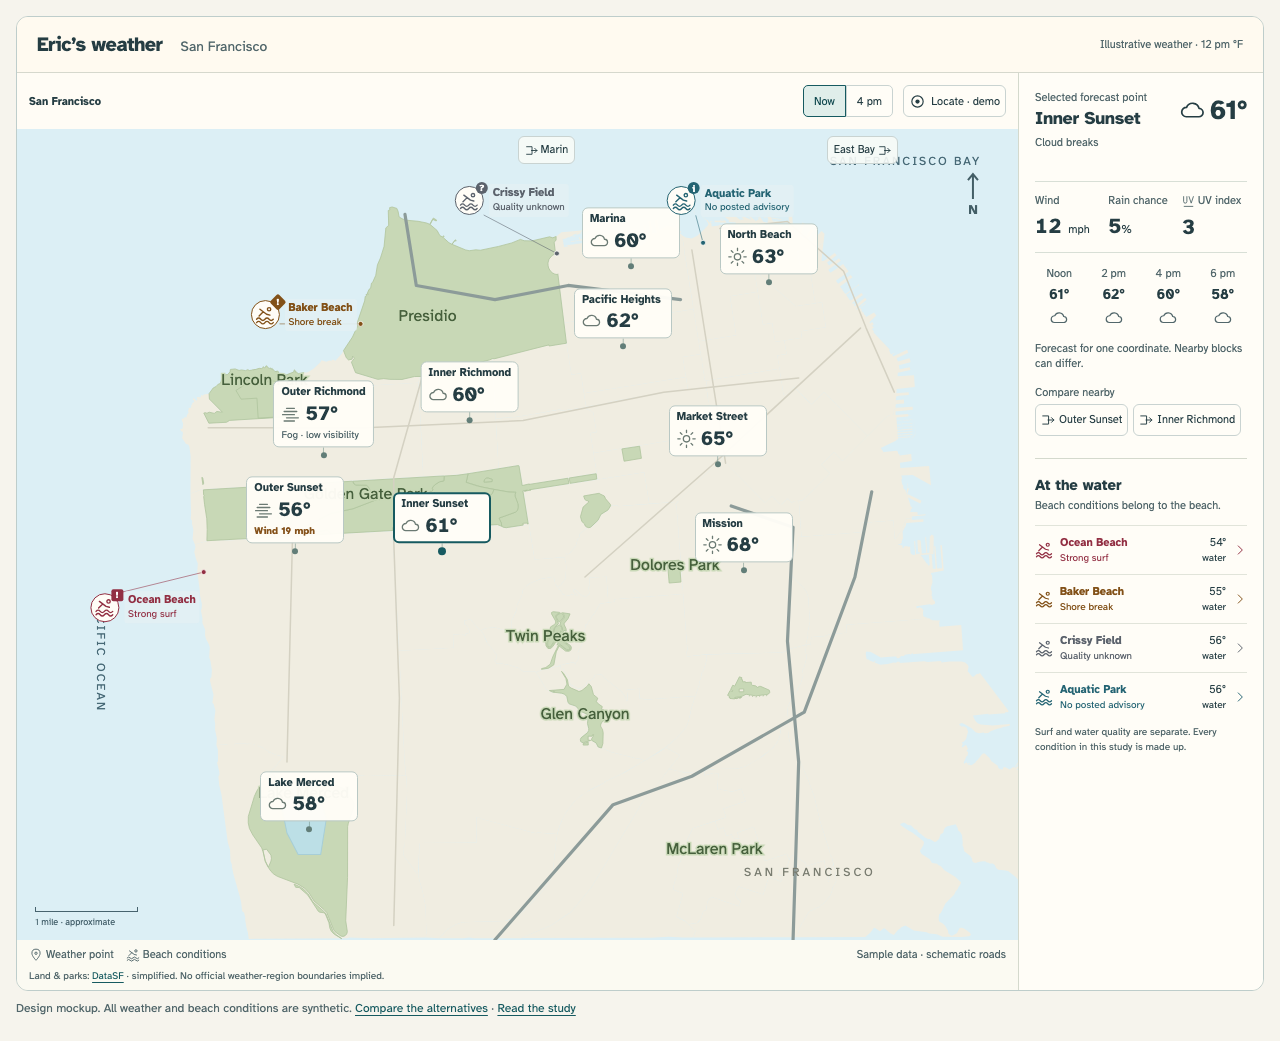 Eric's weather
San Francisco
Illustrative weather · 12 pm °F
San Francisco
Now
4 pm
Locate · demo
Marin
East Bay
SAN FRANCISCO BAY
N
Crissy Field
Quality unknown
Aquatic Park
No posted advisory
Marina
60°
North Beach
63°
Baker Beach
Shore break
Presidio
Pacific Heights
62°
Lincoln Park
Outer Richmond
57°
Fog · low visibility
Inner Richmond
60°
Market Street
65°
Outer Sunset
56°
Wind 19 mph
en Gate Park
Inner Sunset
61°
Mission
68°
Dolores Park
Ocean Beach
Strong surf
IFIC OCEAN
Twin Peaks
Glen Canyon
Lake Merced
58°
McLaren Park
SAN FRANCISCO
1 mile · approximate
Weather point
Beach conditions
Sample data · schematic roads
Land & parks: DataSF · simplified. No official weather-region boundaries implied.
Selected forecast point
Inner Sunset
61°
Cloud breaks
Wind
Rain chance
UV UV index
12 mph
5%
3
Noon
2 pm
4 pm
6 pm
61°
62°
60°
58°
Forecast for one coordinate. Nearby blocks
can differ.
Compare nearby
Outer Sunset
Inner Richmond
At the water
Beach conditions belong to the beach.
Ocean Beach
54°
Strong surf
water
Baker Beach
55°
Shore break
water
Crissy Field
56°
Quality unknown
water
Aquatic Park
56°
No posted advisory
water
Surf and water quality are separate. Every
condition in this study is made up.
Design mockup. All weather and beach conditions are synthetic. Compare the alternatives · Read the study